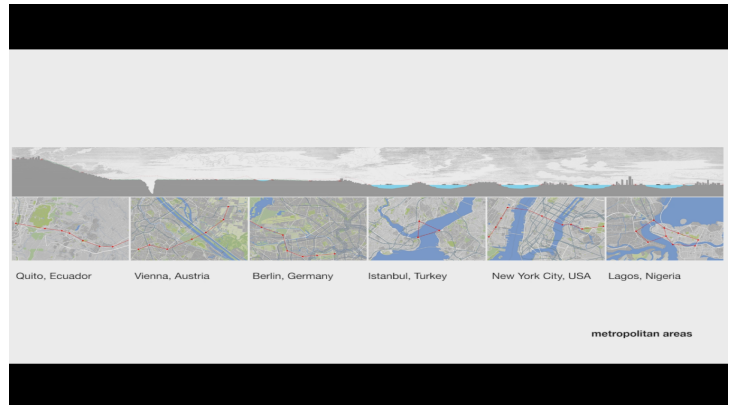 Quito, Ecuador
Vienna, Austria
Berlin, Germany
Istanbul, Turkey
New York City, USA
Lagos, Nigeria
metropolitan areas